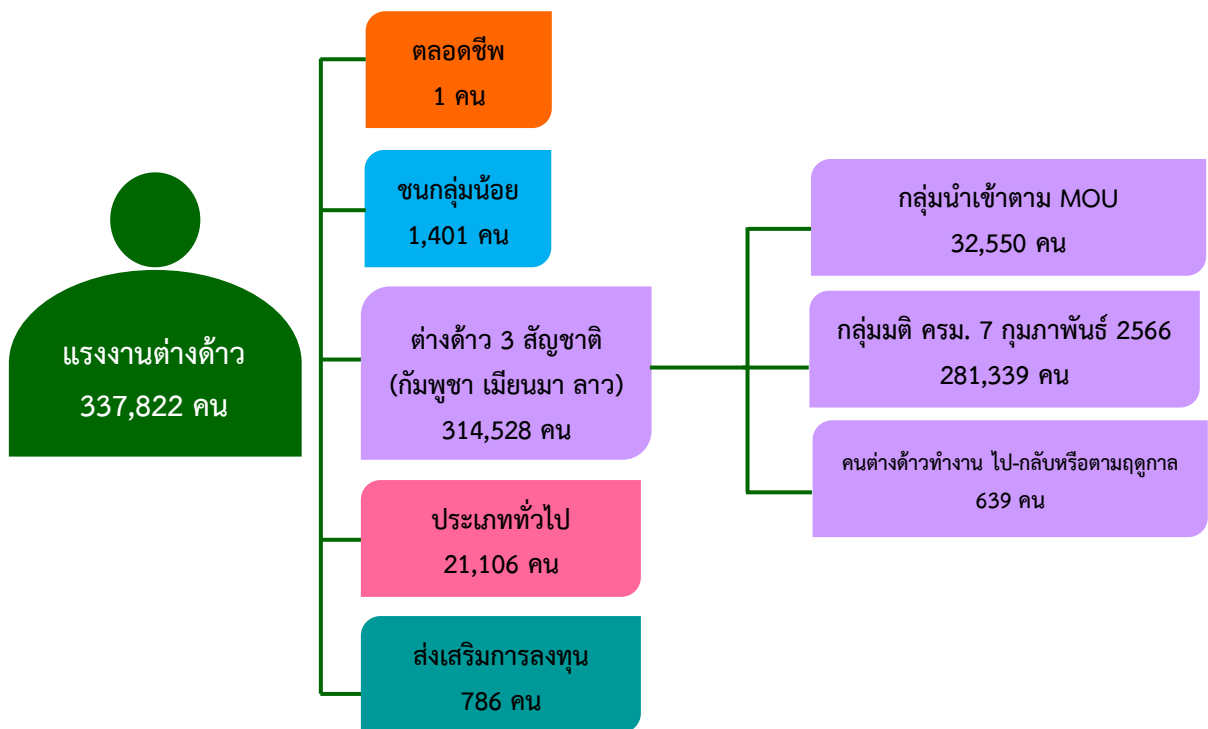 แรงงานต่างด้าว
337,822 คน
ตลอดชีพ
1 คน
ชนกลุ่มน้อย
1,401 คน
ต่างด้าว 3 สัญชาติ
(กัมพูชา เมียนมา ลาว)
314,528 คน
ประเภททั่วไป
21,106 คน
ส่งเสริมการลงทุน
786 คน
กลุ่มนำเข้าตาม MOU
32,550 คน
กลุ่มมติ ครม. 7 กุมภาพันธ์ 2566
281,339 คน
คนต่างด้าวทำงาน ไป-กลับหรือตามฤดูกาล
639 คน